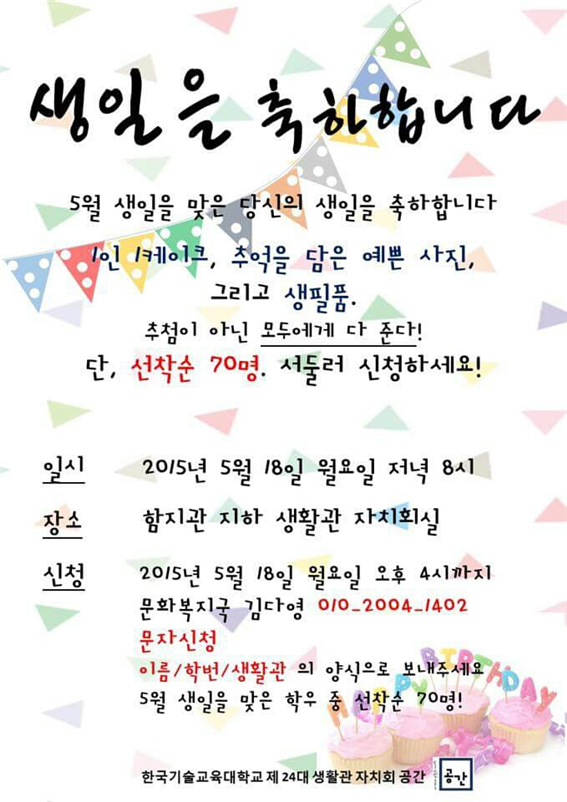 생일을 축하합니다
5월 생일을 맞은 당신의 생일을 축하합니다
1인 1케이크, 추억을 담은 예쁜 사진,
그리고 생필품.
추첨이 아닌 모두에게 다 준다!
단, 선착순 70명. 서둘러 신청하세요!
일시 2015년 5월 18일 월요일 저녁 8시
장소 함지관 지하 생활관 자치회실
신청 2015년 5월 18일 월요일 오후 4시까지
문화복지국 김다영 010_2004_1402
문자신청
이름/학번/생활관 의 양식으로 보내주세요
5월 생일을 맞은 학우 중 선착순 70명!
HAPPY BIRTHDAY
한국기술교육대학교 제 24대 생활관 자치회 공간 공간